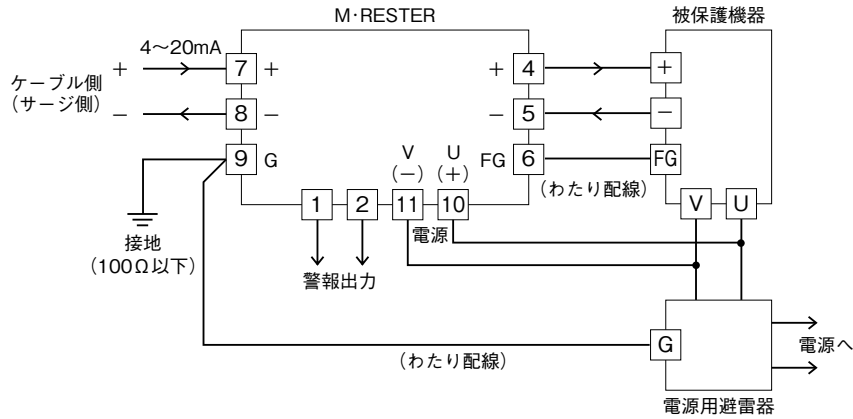 M･RESTER
被保護機器
4～20mA
ケーブル側
（サージ側）
＋ 7 ＋
＋ 4 ＋
－ 8 －
－ 5 －
9 G
V
（－）
U
（＋）
FG 6 FG
（わたり配線）
1 2 11 10
V U
接地
（100Ω以下）
電源
警報出力
G
電源へ
（わたり配線）
電源用避雷器